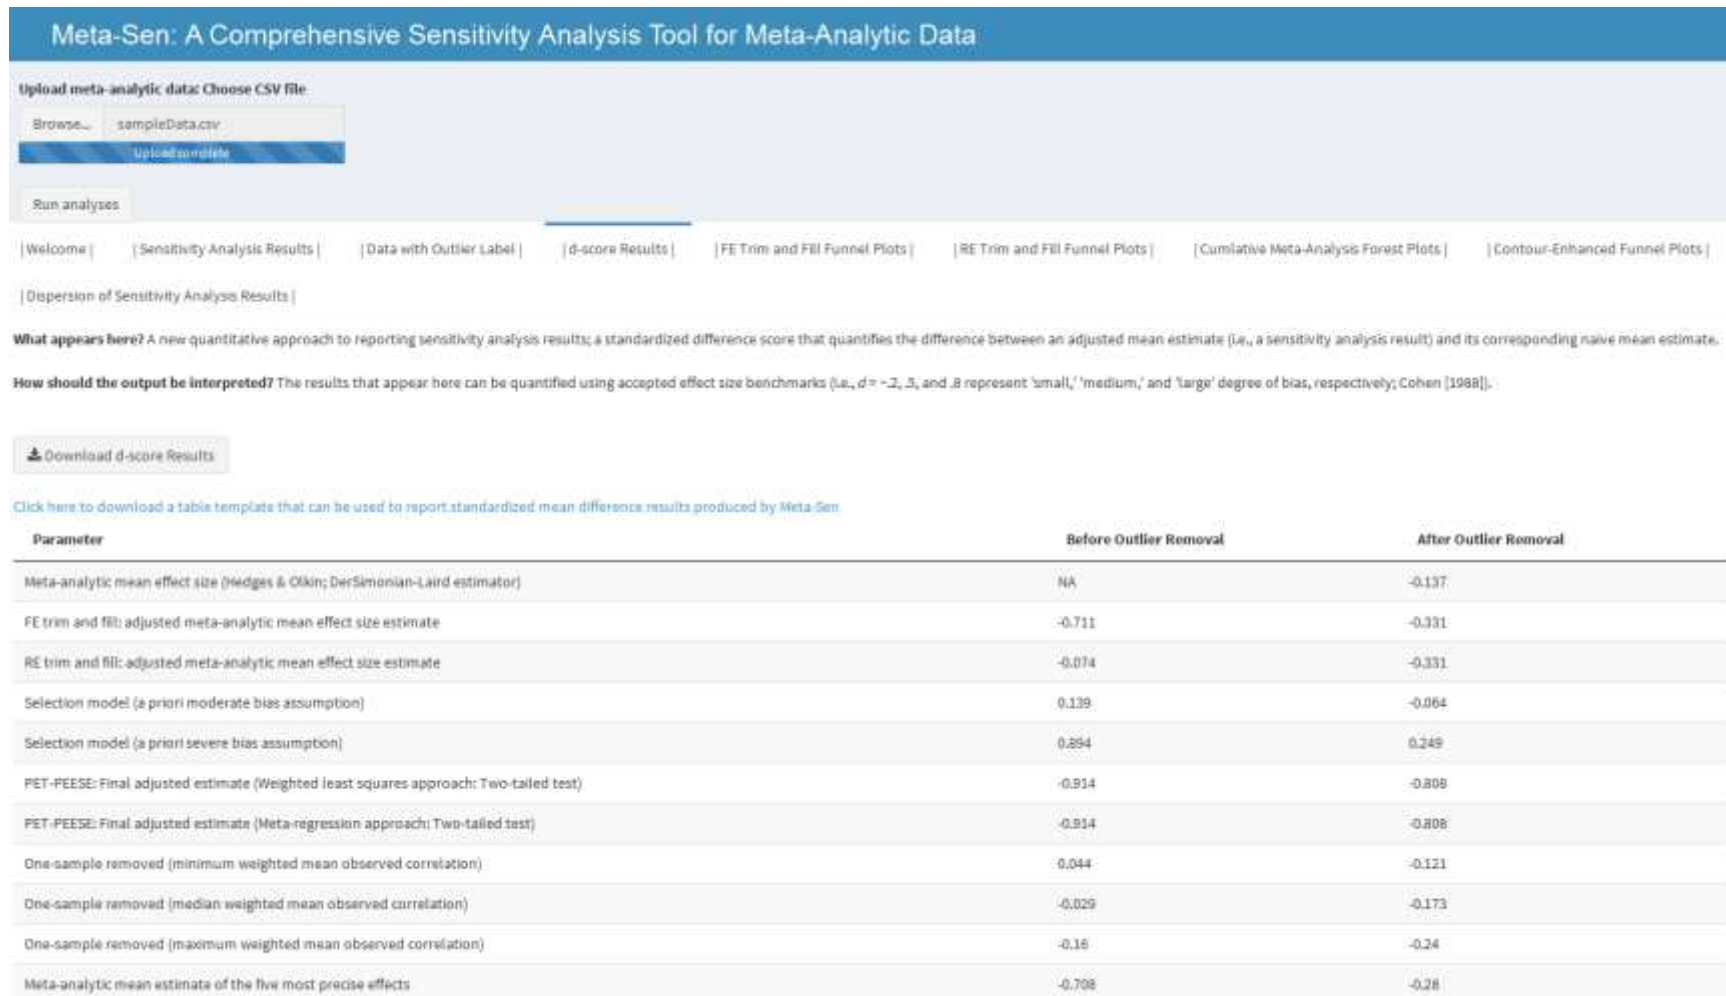 Meta-Sen: A Comprehensive Sensitivity Analysis Tool for Meta-Analytic Data
Upload meta-analytic data: Choose CSV file
Browse... sampleData.csv
Upload complete
Run analyses
|Welcome| |Sensitivity Analysis Results| |Data with Outlier Label| |d-score Results| |FE Trim and Fill Funnel Plots| |RE Trim and Fill Funnel Plots| |Cumlative Meta-Analysis Forest Plots| |Contour-Enhanced Funnel Plots|
|Dispersion of Sensitivity Analysis Results|
What appears here? A new quantitative approach to reporting sensitivity analysis results; a standardized difference score that quantifies the difference between an adjusted mean estimate (i.e., a sensitivity analysis result) and its corresponding naive mean estimate.
How should the output be interpreted? The results that appear here can be quantified using accepted effect size benchmarks (i.e., d = ~.2, .5, and .8 represent 'small,' 'medium,' and 'large' degree of bias, respectively; Cohen [1988]).
Download d-score Results
Click here to download a table template that can be used to report standardized mean difference results produced by Meta-Sen
Parameter Before Outlier Removal After Outlier Removal
Meta-analytic mean effect size (Hedges & Olkin; DerSimonian-Laird estimator) NA -0.137
FE trim and fill: adjusted meta-analytic mean effect size estimate -0.711 -0.331
RE trim and fill: adjusted meta-analytic mean effect size estimate -0.074 -0.331
Selection model (a priori moderate bias assumption) 0.139 -0.064
Selection model (a priori severe bias assumption) 0.894 0.249
PET-PEESE: Final adjusted estimate (Weighted least squares approach: Two-tailed test) -0.914 -0.808
PET-PEESE: Final adjusted estimate (Meta-regression approach: Two-tailed test) -0.914 -0.808
One-sample removed (minimum weighted mean observed correlation) 0.044 -0.121
One-sample removed (median weighted mean observed correlation) -0.029 -0.173
One-sample removed (maximum weighted mean observed correlation) -0.16 -0.24
Meta-analytic mean estimate of the five most precise effects -0.708 -0.28